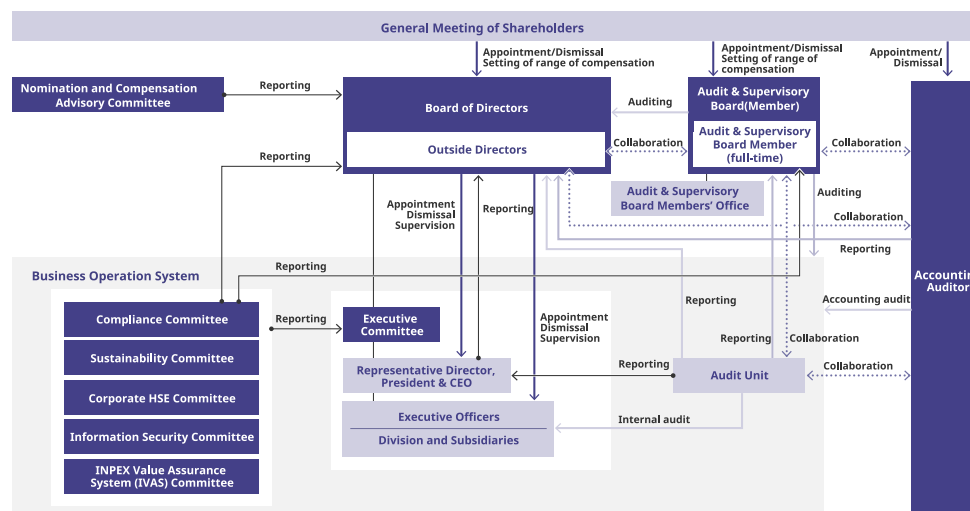 General Meeting of Shareholders
Appointment/Dismissal
Setting of range of compensation
Appointment/Dismissal
Setting of range of
compensation
Appointment/
Dismissal
Nomination and Compensation
Advisory Committee
Reporting
Board of Directors
Outside Directors
Auditing
Audit & Supervisory
Board(Member)
Audit & Supervisory
Board Member
(full-time)
Collaboration
Collaboration
Reporting
Audit & Supervisory
Board Members' Office
Auditing
Appointment
Dismissal
Supervision
Reporting
Collaboration
Reporting
Business Operation System
Reporting
Accounting
Auditor
Compliance Committee
Sustainability Committee
Corporate HSE Committee
Information Security Committee
INPEX Value Assurance
System (IVAS) Committee
Reporting
Executive
Committee
Appointment
Dismissal
Supervision
Reporting
Accounting audit
Reporting
Collaboration
Representative Director,
President & CEO
Reporting
Audit Unit
Collaboration
Executive Officers
Division and Subsidiaries
Internal audit